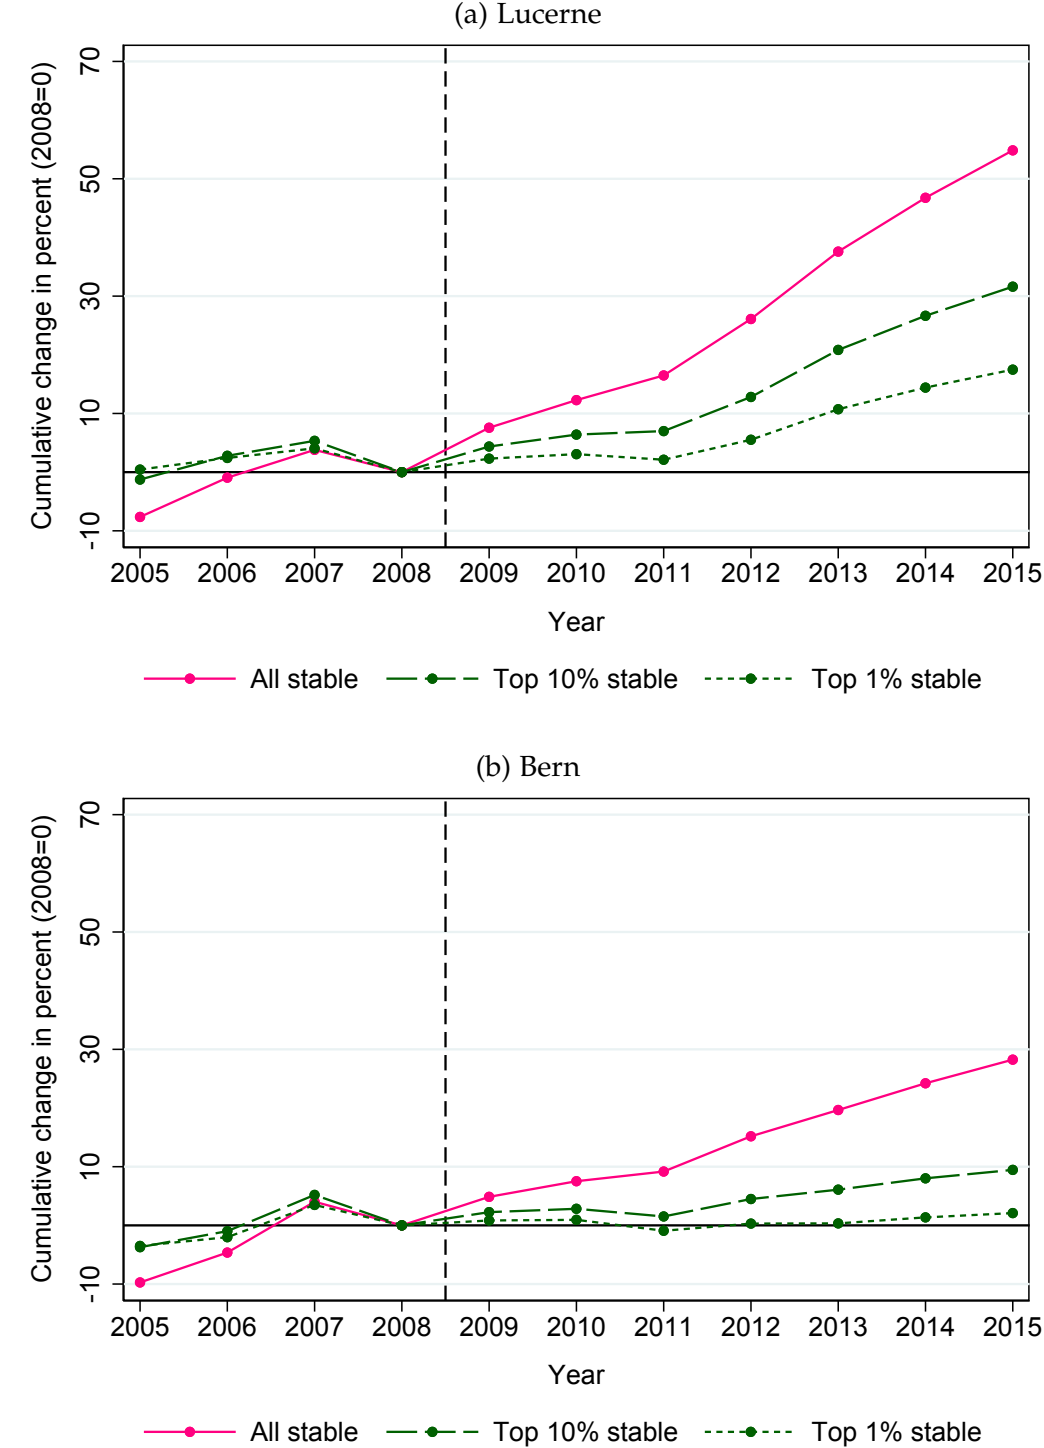 (a) Lucerne
Cumulative change in percent (2008=0)
70
50
30
10
-10
2005 2006 2007 2008 2009 2010 2011 2012 2013 2014 2015
Year
All stable Top 10% stable Top 1% stable
(b) Bern
Cumulative change in percent (2008=0)
70
50
30
10
-10
2005 2006 2007 2008 2009 2010 2011 2012 2013 2014 2015
Year
All stable Top 10% stable Top 1% stable